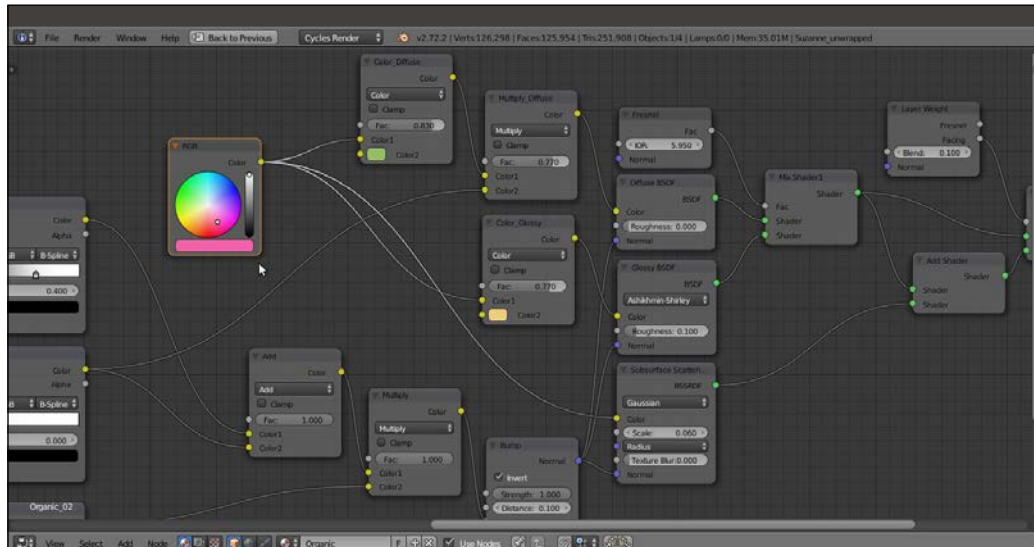 File Render Window Help Back to Previous Cycles Render v2.72.2 | Verts:126,298 | Faces:125,954 | Tris:251,908 | Objects:1/4 | Lamps:0/0 | Mem:35.01M | Suzanne_unwrapped
Color
Alpha
B-Spline
0.400
Color
Alpha
B-Spline
0.000
Organic_02
RGB
Color
Color_Diffuse
Color
Color
Clamp
Fac: 0.830
Color1
Color2
Multiply_Diffuse
Color
Multiply
Clamp
Fac: 0.770
Color1
Color2
Color_Glossy
Color
Color
Clamp
Fac: 0.770
Color1
Color2
Add
Color
Add
Clamp
Fac: 1.000
Color1
Color2
Multiply
Color
Multiply
Clamp
Fac: 1.000
Color1
Color2
Bump
Normal
Invert
Strength: 1.000
Distance: 0.100
Fresnel
Fac
IOR: 5.950
Normal
Diffuse BSDF
BSDF
Color
Roughness: 0.000
Normal
Glossy BSDF
BSDF
Ashikhmin-Shirley
Color
Roughness: 0.100
Normal
Subsurface Scatteri...
BSSRDF
Gaussian
Color
Scale: 0.060
Radius
Texture Blur:0.000
Normal
Mix Shader1
Shader
Fac
Shader
Shader
Layer Weight
Fresnel
Facing
Blend: 0.100
Normal
Add Shader
Shader
Shader
Shader
View Select Add Node Organic F Use Nodes